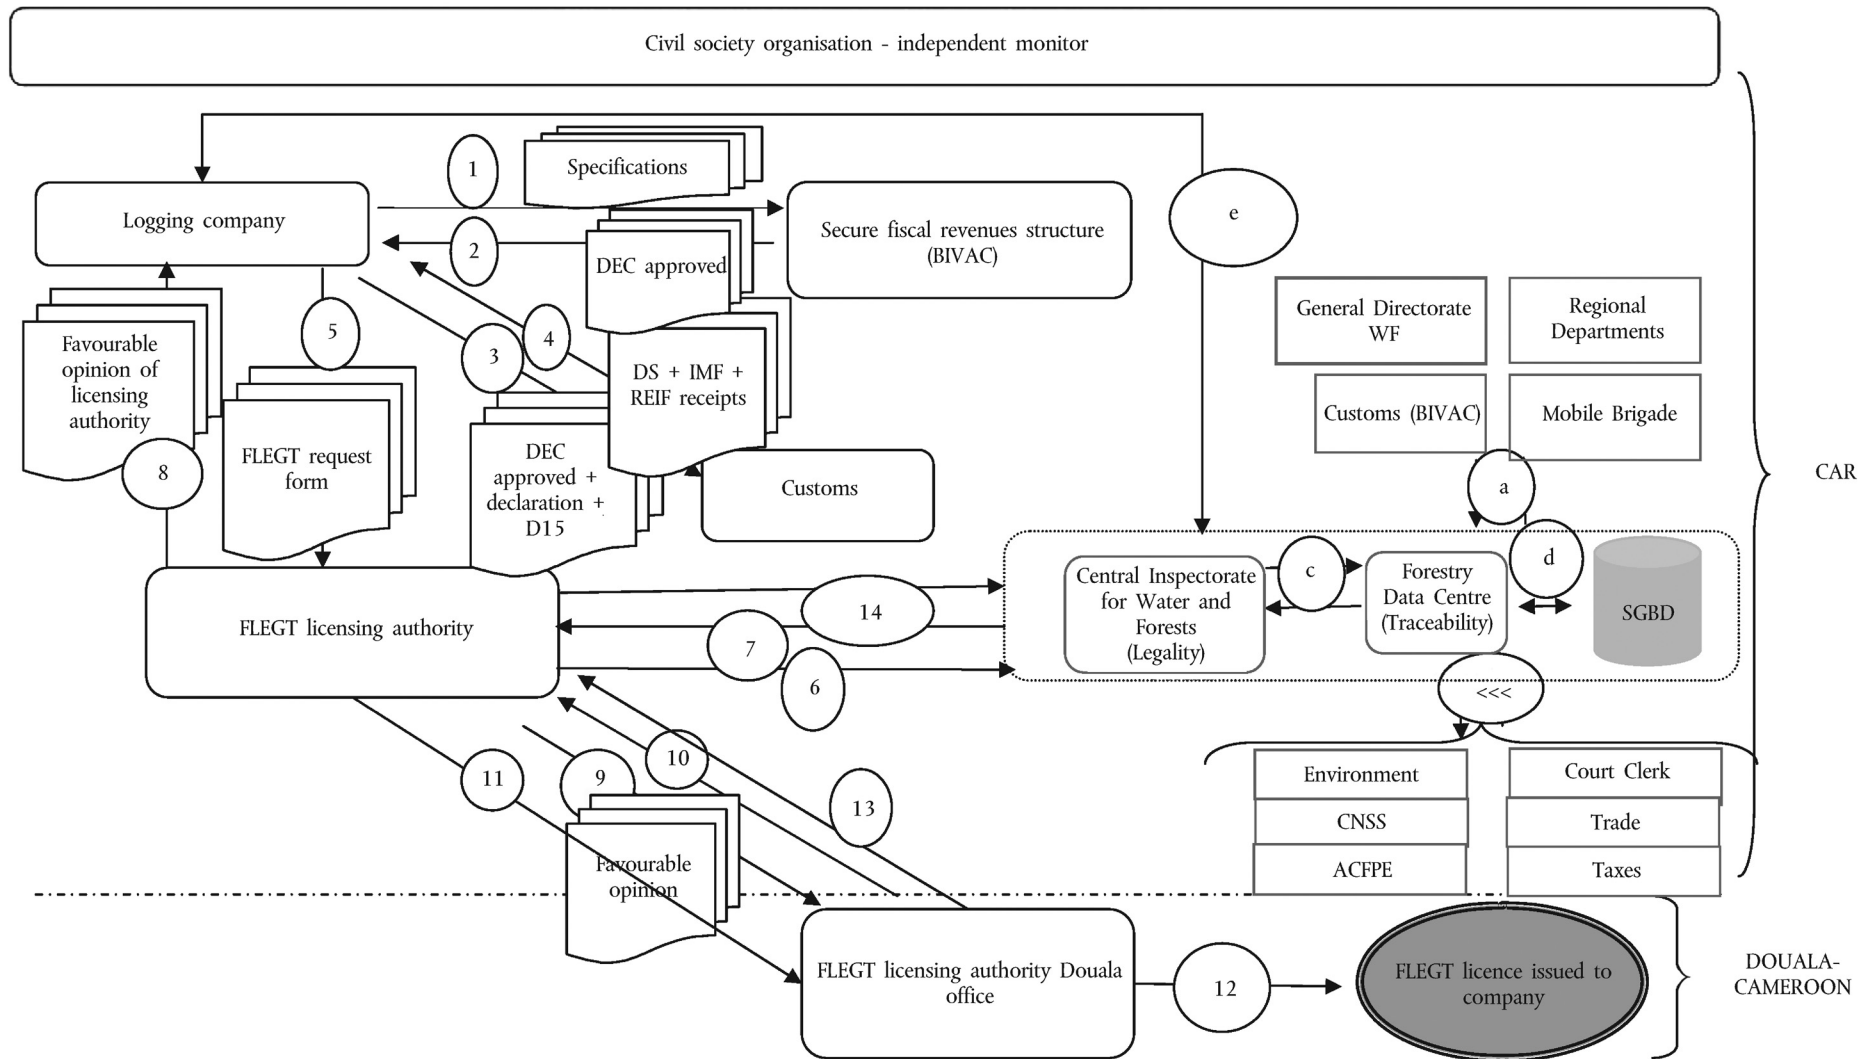 Civil society organisation - independent monitor
1
Specifications
Logging company
2
Secure fiscal revenues structure
(BIVAC)
e
DEC approved
General Directorate
WF
Regional
Departments
Favourable
opinion of
licensing
authority
5
3
4
DS + IMF +
REIF receipts
Customs (BIVAC)
Mobile Brigade
8
FLEGT request
form
DEC
approved +
declaration +
D15
Customs
a
CAR
Central Inspectorate
for Water and
Forests
(Legality)
c
Forestry
Data Centre
(Traceability)
d
SGBD
FLEGT licensing authority
14
7
6
<<<
11
9
10
13
Environment
Court Clerk
CNSS
Trade
ACFPE
Taxes
Favourable
opinion
FLEGT licensing authority Douala
office
12
FLEGT licence issued to
company
DOUALA-
CAMEROON